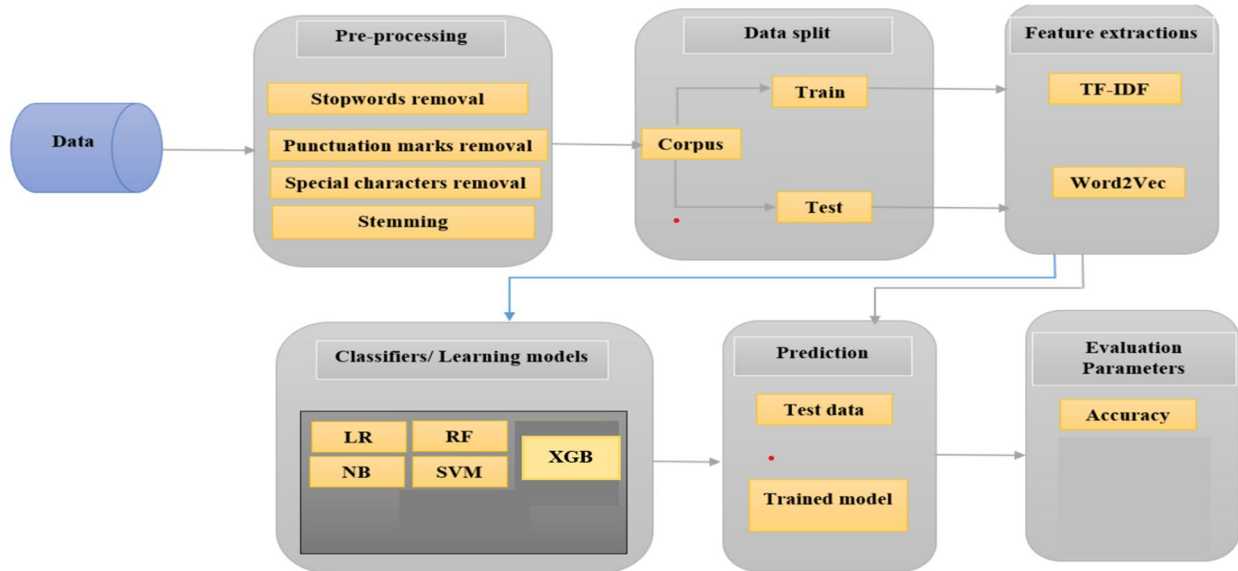 Data
Pre-processing
Stopwords removal
Punctuation marks removal
Special characters removal
Stemming
Data split
Train
Corpus
Test
Feature extractions
TF-IDF
Word2Vec
Classifiers/ Learning models
LR
RF
XGB
NB
SVM
Prediction
Test data
Trained model
Evaluation
Parameters
Accuracy